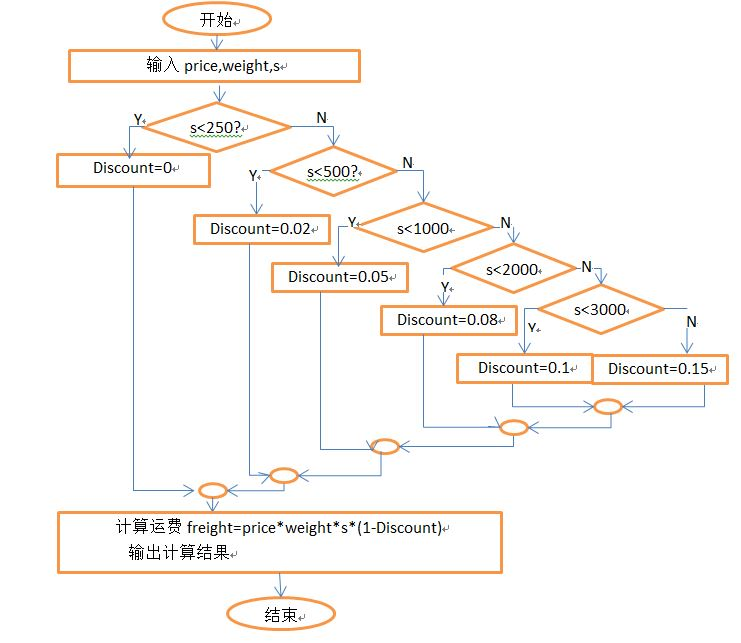 开始
输入 price,weight,s
s<250?
Y
N
Discount=0
s<500?
Y
N
Discount=0.02
s<1000
Y
N
Discount=0.05
s<2000
Y
N
Discount=0.08
s<3000
Y
N
Discount=0.1
Discount=0.15
计算运费 freight=price*weight*s*(1-Discount)
输出计算结果
结束